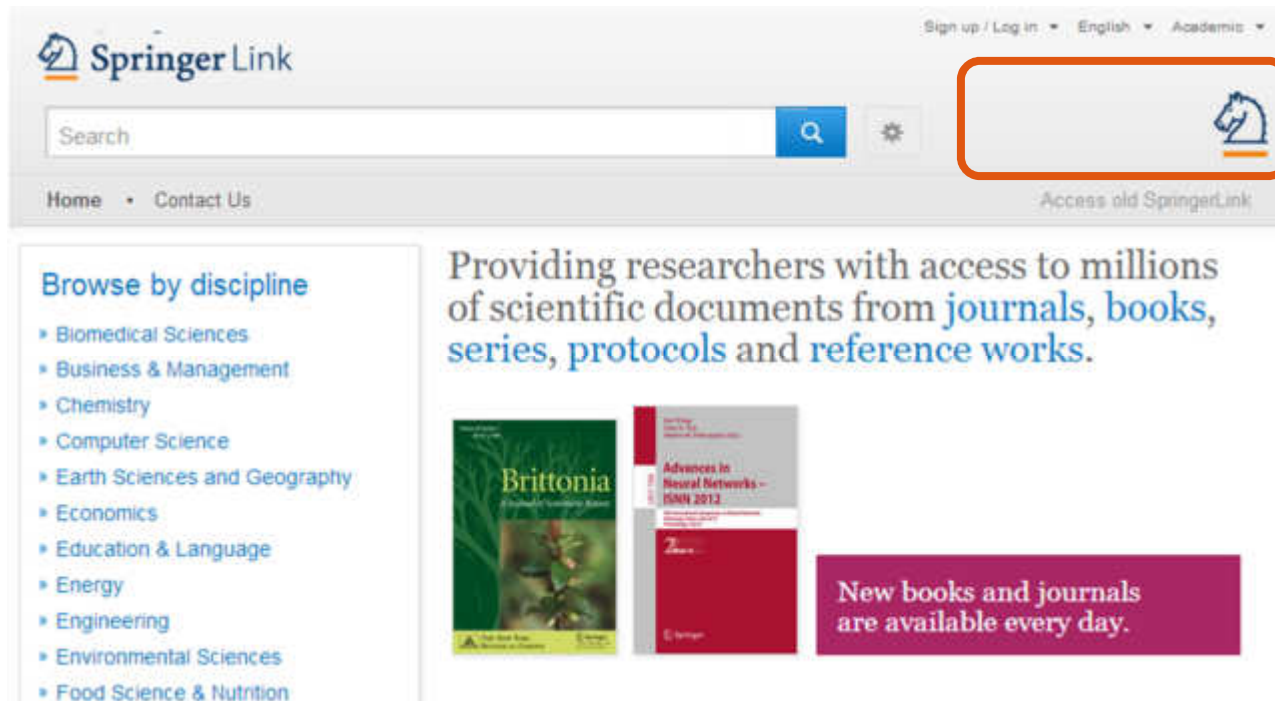 Sign up / Log in English Academic
Springer Link
Search
Home • Contact Us
Access old SpringerLink
Browse by discipline
» Biomedical Sciences
» Business & Management
» Chemistry
» Computer Science
» Earth Sciences and Geography
» Economics
» Education & Language
» Energy
» Engineering
» Environmental Sciences
» Food Science & Nutrition
Providing researchers with access to millions
of scientific documents from journals, books,
series, protocols and reference works.
Brittonia
Advances in
Neural Networks –
ISNN 2012
Springer
Springer
New books and journals
are available every day.